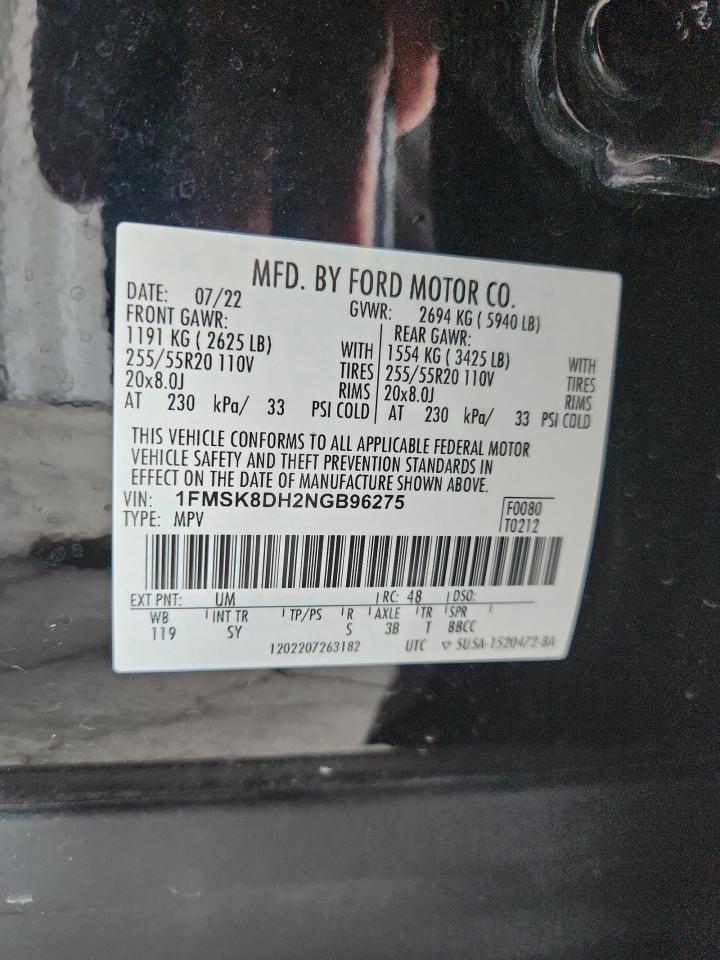 MFD. BY FORD MOTOR CO.
DATE: 07/22 GVWR: 2694 KG ( 5940 LB)
FRONT GAWR: REAR GAWR:
1191 KG ( 2625 LB) WITH 1554 KG ( 3425 LB) WITH
255/55R20 110V TIRES 255/55R20 110V TIRES
20x8.0J RIMS 20x8.0J RIMS
AT 230 kPa/ 33 PSI COLD AT 230 kPa/ 33 PSI COLD
THIS VEHICLE CONFORMS TO ALL APPLICABLE FEDERAL MOTOR
VEHICLE SAFETY AND THEFT PREVENTION STANDARDS IN
EFFECT ON THE DATE OF MANUFACTURE SHOWN ABOVE.
VIN: 1FMSK8DH2NGB96275 F0080
TYPE: MPV T0212
EXT PNT: UM RC: 48 DSO:
WB INT TR TP/PS R AXLE TR SPR
119 SY S 3B T BBCC
1202207263182 UTC ▽ 5USA-1520472-BA